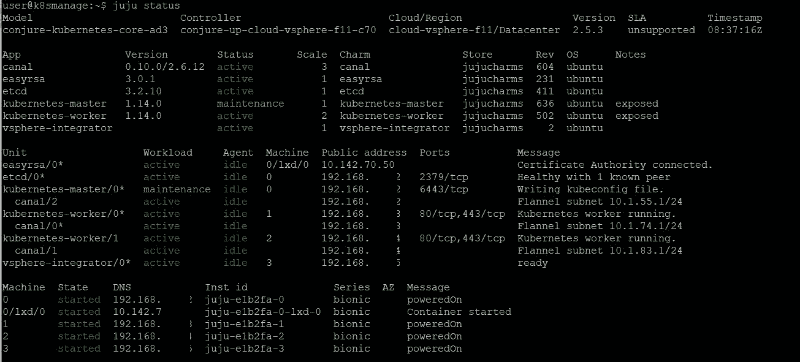 user@k8smanage:~$ juju status
Model Controller Cloud/Region Version SLA Timestamp
conjure-kubernetes-core-ad3 conjure-up-cloud-vsphere-f11-c70 cloud-vsphere-f11/Datacenter 2.5.3 unsupported 08:37:16Z
App Version Status Scale Charm Store Rev OS Notes
canal 0.10.0/2.6.12 active 3 canal jujucharms 604 ubuntu
easyrsa 3.0.1 active 1 easyrsa jujucharms 231 ubuntu
etcd 3.2.10 active 1 etcd jujucharms 411 ubuntu
kubernetes-master 1.14.0 maintenance 1 kubernetes-master jujucharms 636 ubuntu exposed
kubernetes-worker 1.14.0 active 2 kubernetes-worker jujucharms 502 ubuntu exposed
vsphere-integrator active 1 vsphere-integrator jujucharms 2 ubuntu
Unit Workload Agent Machine Public address Ports Message
easyrsa/0* active idle 0/lxd/0 10.142.70.50 Certificate Authority connected.
etcd/0* active idle 0 192.168. 2 2379/tcp Healthy with 1 known peer
kubernetes-master/0* maintenance idle 0 192.168. 2 6443/tcp Writing kubeconfig file.
canal/2 active idle 192.168. 2 Flannel subnet 10.1.55.1/24
kubernetes-worker/0* active idle 1 192.168. 3 80/tcp,443/tcp Kubernetes worker running.
canal/0* active idle 192.168. 3 Flannel subnet 10.1.74.1/24
kubernetes-worker/1 active idle 2 192.168. 4 80/tcp,443/tcp Kubernetes worker running.
canal/1 active idle 192.168. 4 Flannel subnet 10.1.83.1/24
vsphere-integrator/0* active idle 3 192.168. 5 ready
Machine State DNS Inst id Series AZ Message
0 started 192.168. juju-e1b2fa-0 bionic poweredOn
0/lxd/0 started 10.142.7 juju-e1b2fa-0-lxd-0 bionic Container started
1 started 192.168. juju-e1b2fa-1 bionic poweredOn
2 started 192.168. juju-e1b2fa-2 bionic poweredOn
3 started 192.168. juju-e1b2fa-3 bionic poweredOn